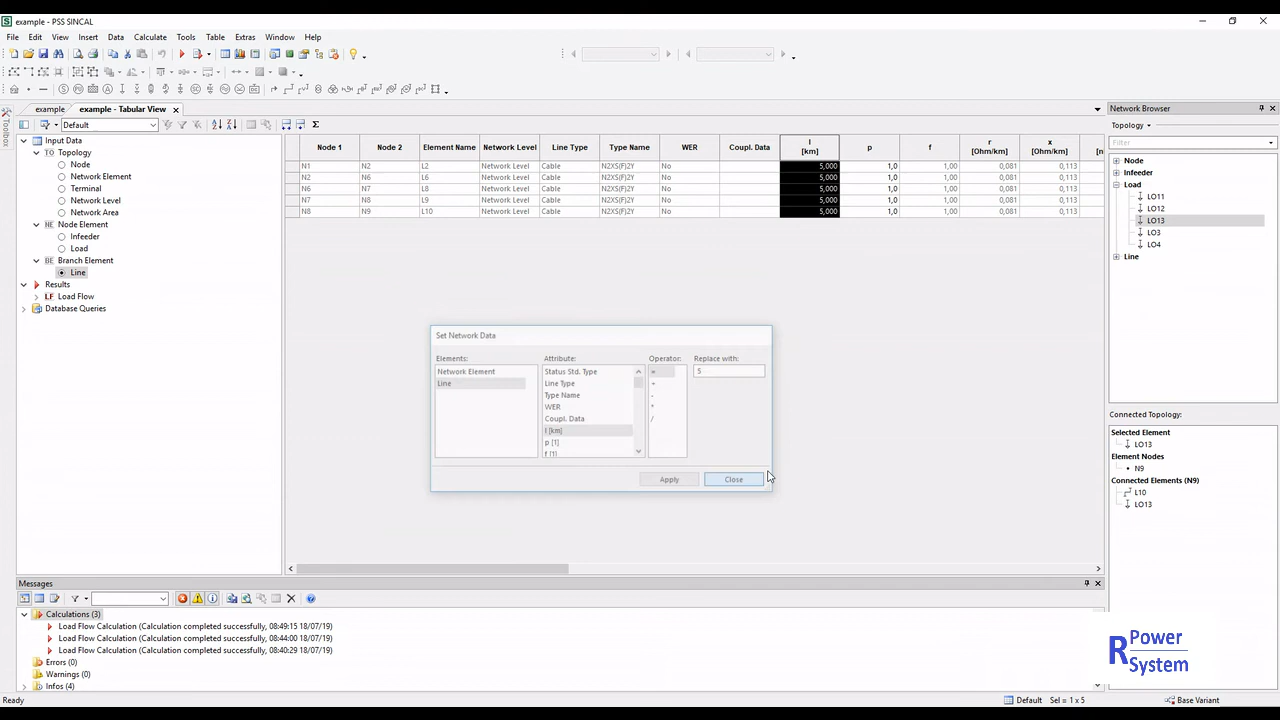 example - PSS SINCAL
File Edit View Insert Data Calculate Tools Table Extras Window Help
example example - Tabular View
Toolbox
Default
Input Data
TO Topology
Node
Network Element
Terminal
Network Level
Network Area
NE Node Element
Infeeder
Load
BE Branch Element
Line
Results
LF Load Flow
Database Queries
Node 1 Node 2 Element Name Network Level Line Type Type Name WER Coupl. Data l [km] p f r [Ohm/km] x [Ohm/km]
N1 N2 L2 Network Level Cable N2XS(F)2Y No 5,000 1,0 1,00 0,081 0,113
N2 N6 L6 Network Level Cable N2XS(F)2Y No 5,000 1,0 1,00 0,081 0,113
N6 N7 L8 Network Level Cable N2XS(F)2Y No 5,000 1,0 1,00 0,081 0,113
N7 N8 L9 Network Level Cable N2XS(F)2Y No 5,000 1,0 1,00 0,081 0,113
N8 N9 L10 Network Level Cable N2XS(F)2Y No 5,000 1,0 1,00 0,081 0,113
Set Network Data
Elements: Attribute: Operator: Replace with:
Network Element
Line
Status Std. Type
Line Type
Type Name
WER
Coupl. Data
l [km]
p [1]
f [1]
=
+
-
*
/
5
Apply Close
Network Browser
Topology
Filter
Node
Infeeder
Load
LO11
LO12
LO13
LO3
LO4
Line
Connected Topology:
Selected Element
LO13
Element Nodes
N9
Connected Elements (N9)
L10
LO13
Messages
Calculations (3)
Load Flow Calculation (Calculation completed successfully, 08:49:15 18/07/19)
Load Flow Calculation (Calculation completed successfully, 08:44:00 18/07/19)
Load Flow Calculation (Calculation completed successfully, 08:40:29 18/07/19)
Errors (0)
Warnings (0)
Infos (4)
R Power
System
Ready Default Sel = 1 x 5 Base Variant